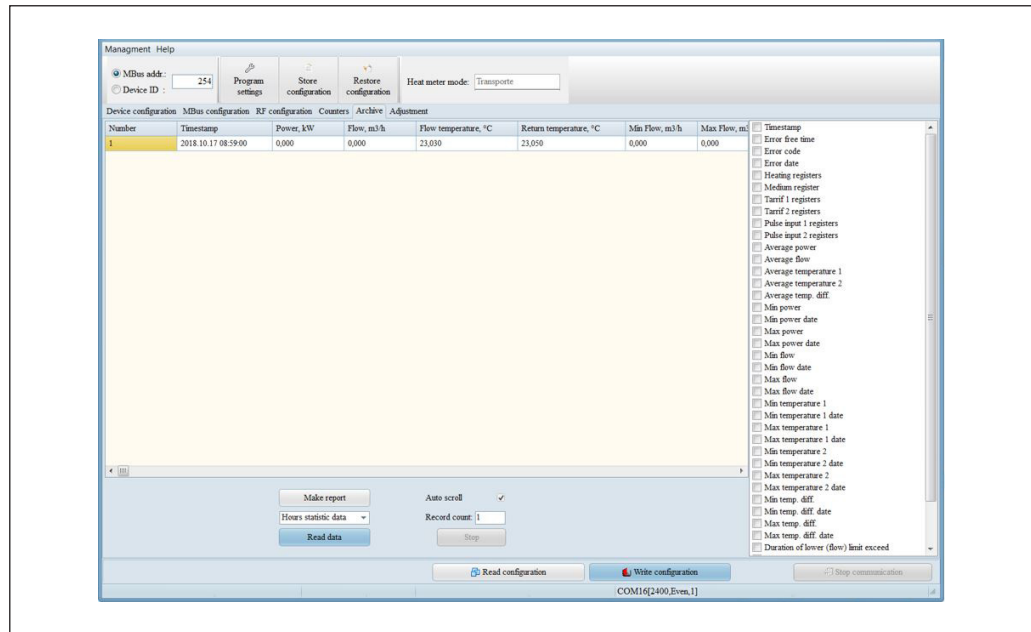 Managment Help
MBus addr.: 254
Device ID :
Program settings
Store configuration
Restore configuration
Heat meter mode: Transporte
Device configuration MBus configuration RF configuration Counters Archive Adjustment
Number Timestamp Power, kW Flow, m3/h Flow temperature, °C Return temperature, °C Min Flow, m3/h Max Flow, m3
1 2018.10.17 08:59:00 0,000 0,000 23,030 23,050 0,000 0,000
Timestamp
Error free time
Error code
Error date
Heating registers
Medium register
Tarrif 1 registers
Tarrif 2 registers
Pulse input 1 registers
Pulse input 2 registers
Average power
Average flow
Average temperature 1
Average temperature 2
Average temp. diff.
Min power
Min power date
Max power
Max power date
Min flow
Min flow date
Max flow
Max flow date
Min temperature 1
Min temperature 1 date
Max temperature 1
Max temperature 1 date
Min temperature 2
Min temperature 2 date
Max temperature 2
Max temperature 2 date
Min temp. diff.
Min temp. diff. date
Max temp. diff.
Max temp. diff. date
Duration of lower (flow) limit exceed
Make report
Auto scroll
Hours statistic data
Record count: 1
Read data
Stop
Read configuration
Write configuration
Stop communication
COM16[2400,Even,1]